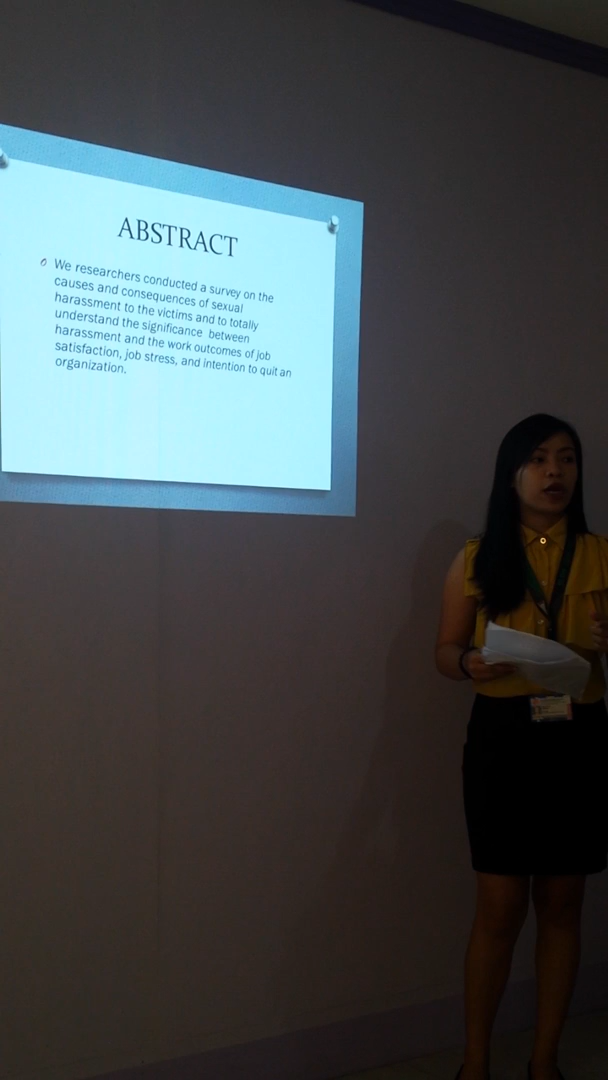 ABSTRACT
We researchers conducted a survey on the
causes and consequences of sexual
harassment to the victims and to totally
understand the significance between
harassment and the work outcomes of job
satisfaction, job stress, and intention to quit an
organization.